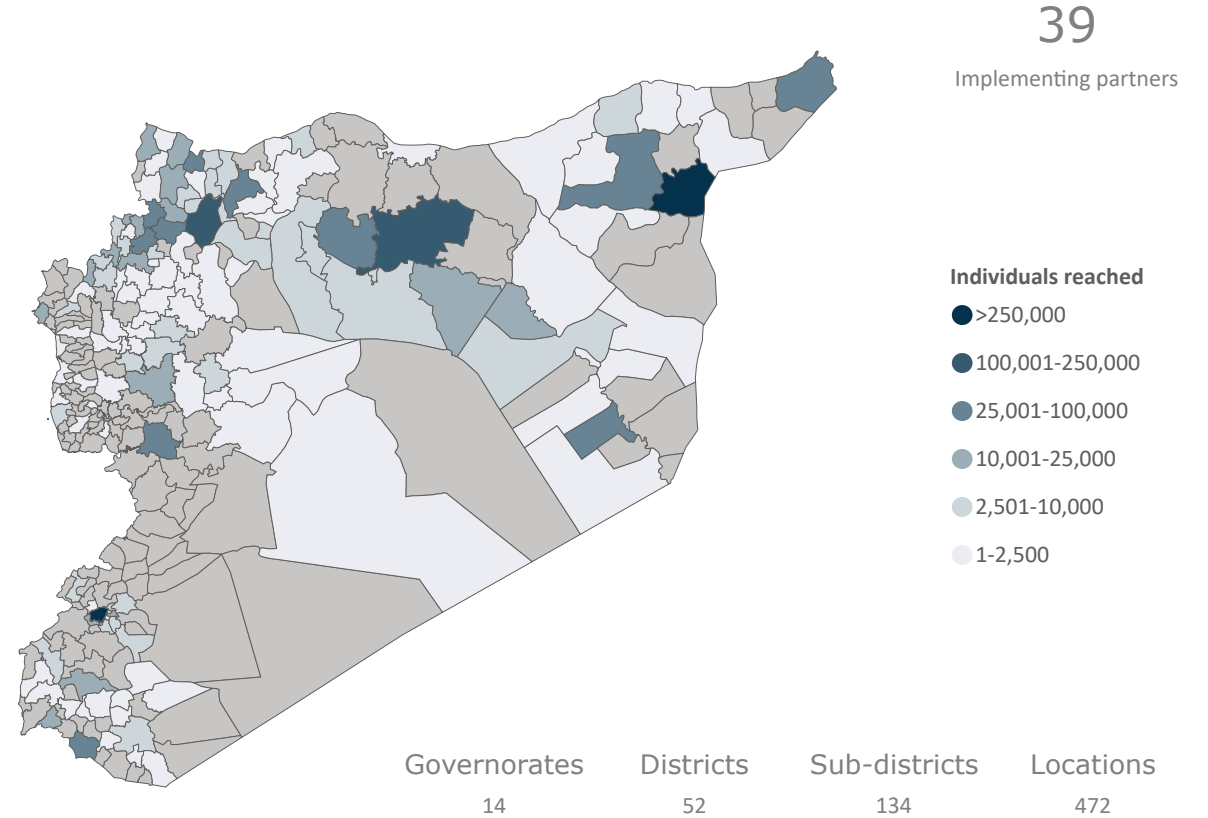 39
Implementing partners
Individuals reached
>250,000
100,001-250,000
25,001-100,000
10,001-25,000
2,501-10,000
1-2,500
Governorates Districts Sub-districts Locations
14 52 134 472